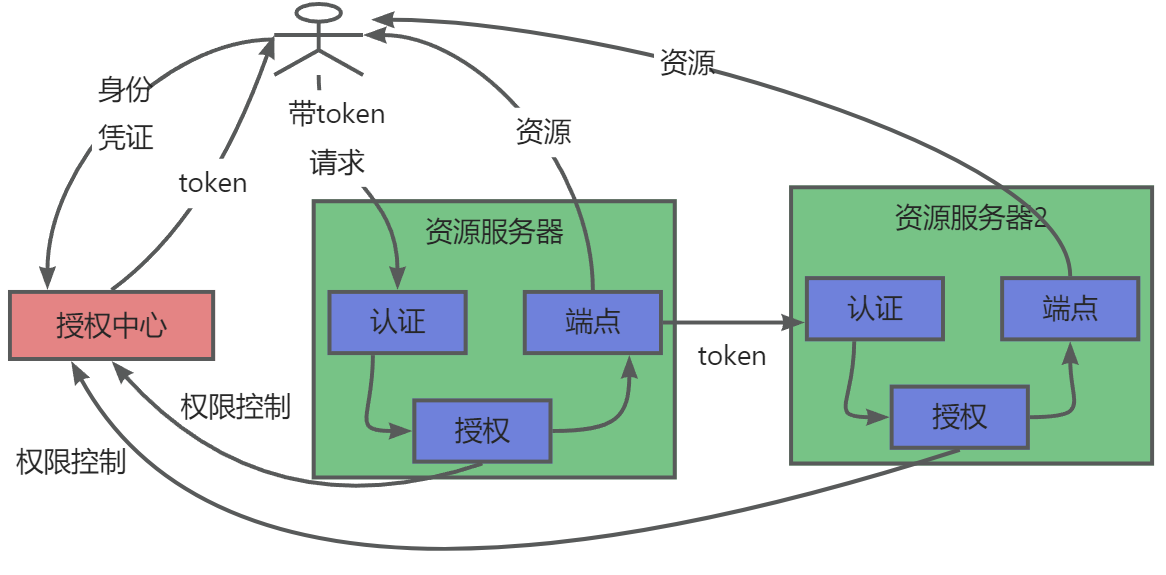 身份
凭证
token
带token
请求
资源
资源
资源服务器
认证
端点
授权
token
资源服务器2
认证
端点
授权
授权中心
权限控制
权限控制